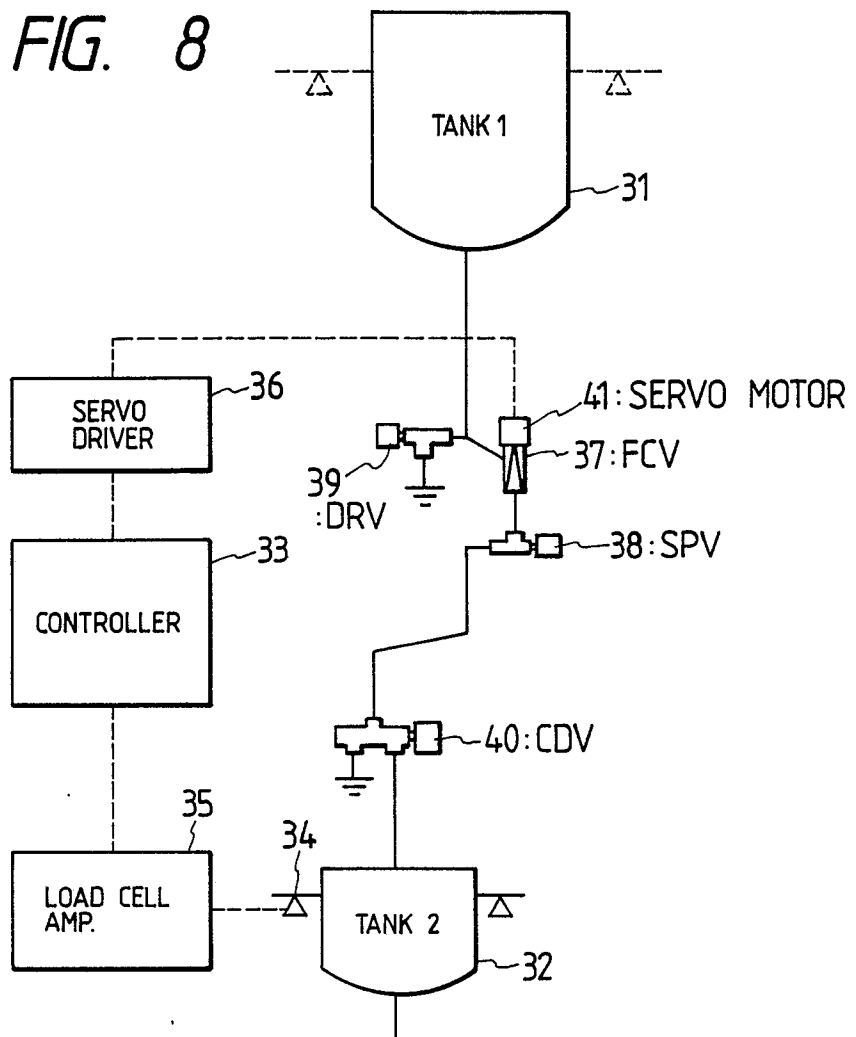 FIG. 8
TANK 1
31
36
SERVO
DRIVER
41:SERVO MOTOR
37:FCV
39
:DRV
38:SPV
33
CONTROLLER
40:CDV
35
34
LOAD CELL
AMP.
TANK 2
32